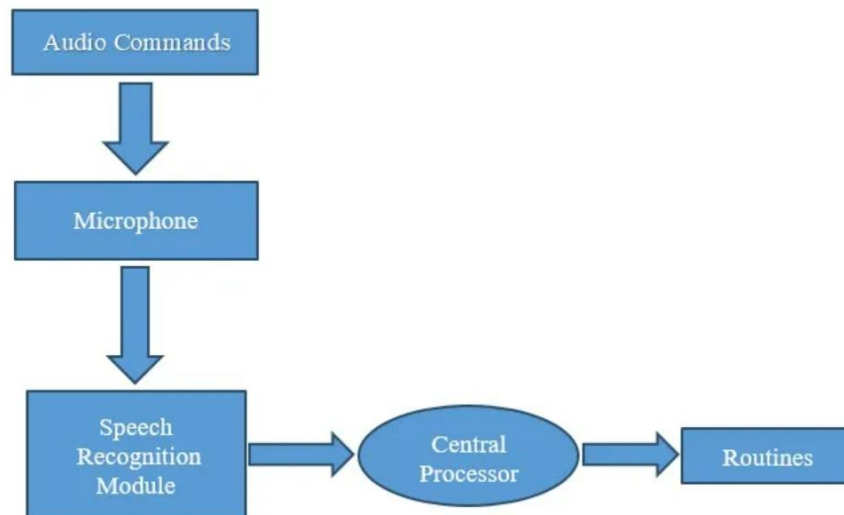 Audio Commands
Microphone
Speech
Recognition
Module
Central
Processor
Routines